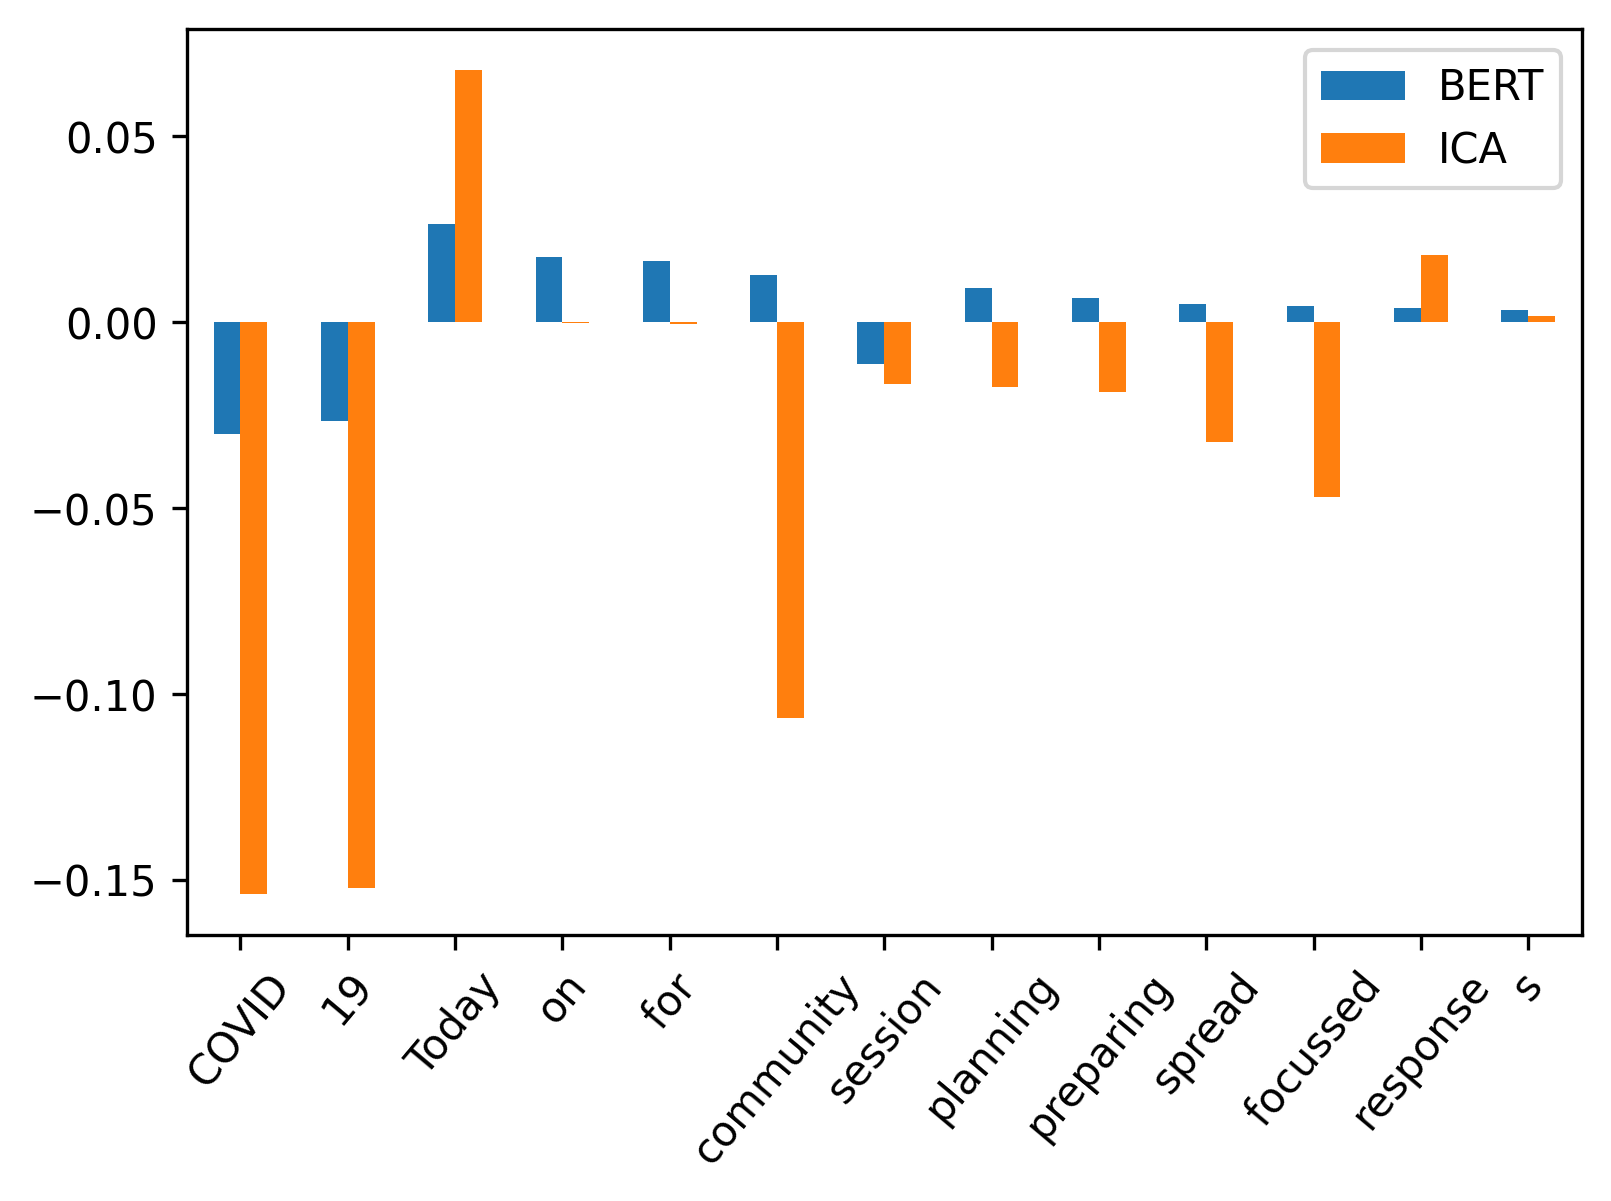 BERT
ICA
0.05
0.00
−0.05
−0.10
−0.15
COVID
19
Today
on
for
community
session
planning
preparing
spread
focussed
response
s